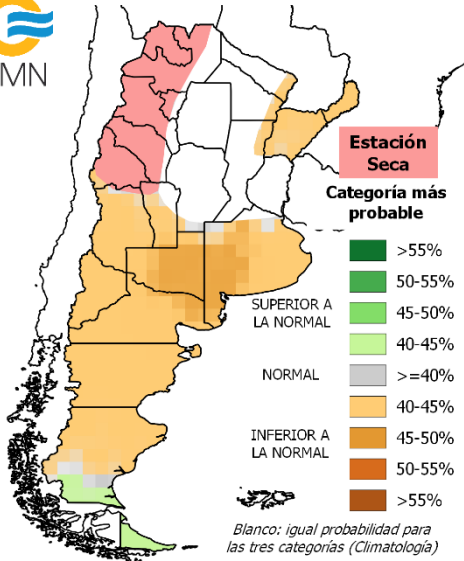 MN
Estación
Seca
Categoría más
probable
>55%
50-55%
SUPERIOR A
LA NORMAL
45-50%
40-45%
NORMAL
>=40%
40-45%
INFERIOR A
LA NORMAL
45-50%
50-55%
>55%
Blanco: igual probabilidad para
las tres categorías (Climatología)